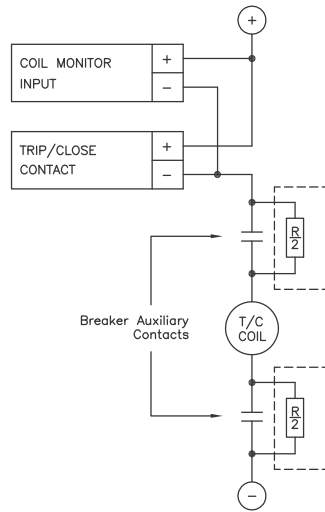 +
COIL MONITOR
INPUT
+
−
TRIP/CLOSE
CONTACT
+
−
R
2
Breaker Auxiliary
Contacts
T/C
COIL
R
2
−